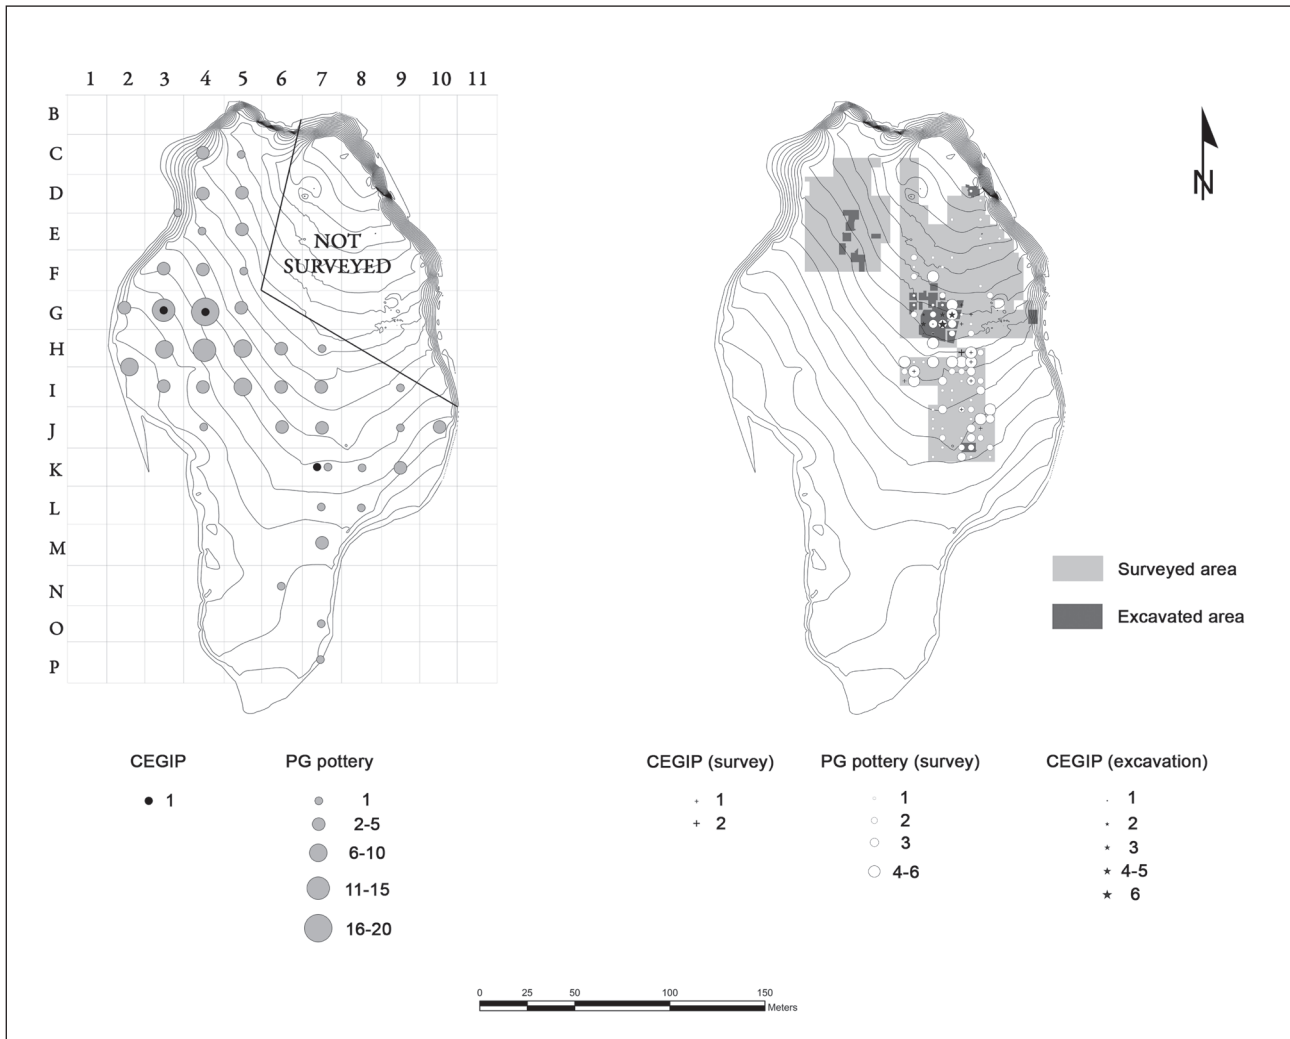 1 2 3 4 5 6 7 8 9 10 11
B
C
D
E
F
G
H
I
J
K
L
M
N
O
P
NOT
SURVEYED
N
Surveyed area
Excavated area
CEGIP
1
PG pottery
1
2-5
6-10
11-15
16-20
CEGIP (survey)
1
2
PG pottery (survey)
1
2
3
4-6
CEGIP (excavation)
1
2
3
4-5
6
0 25 50 100 150
Meters